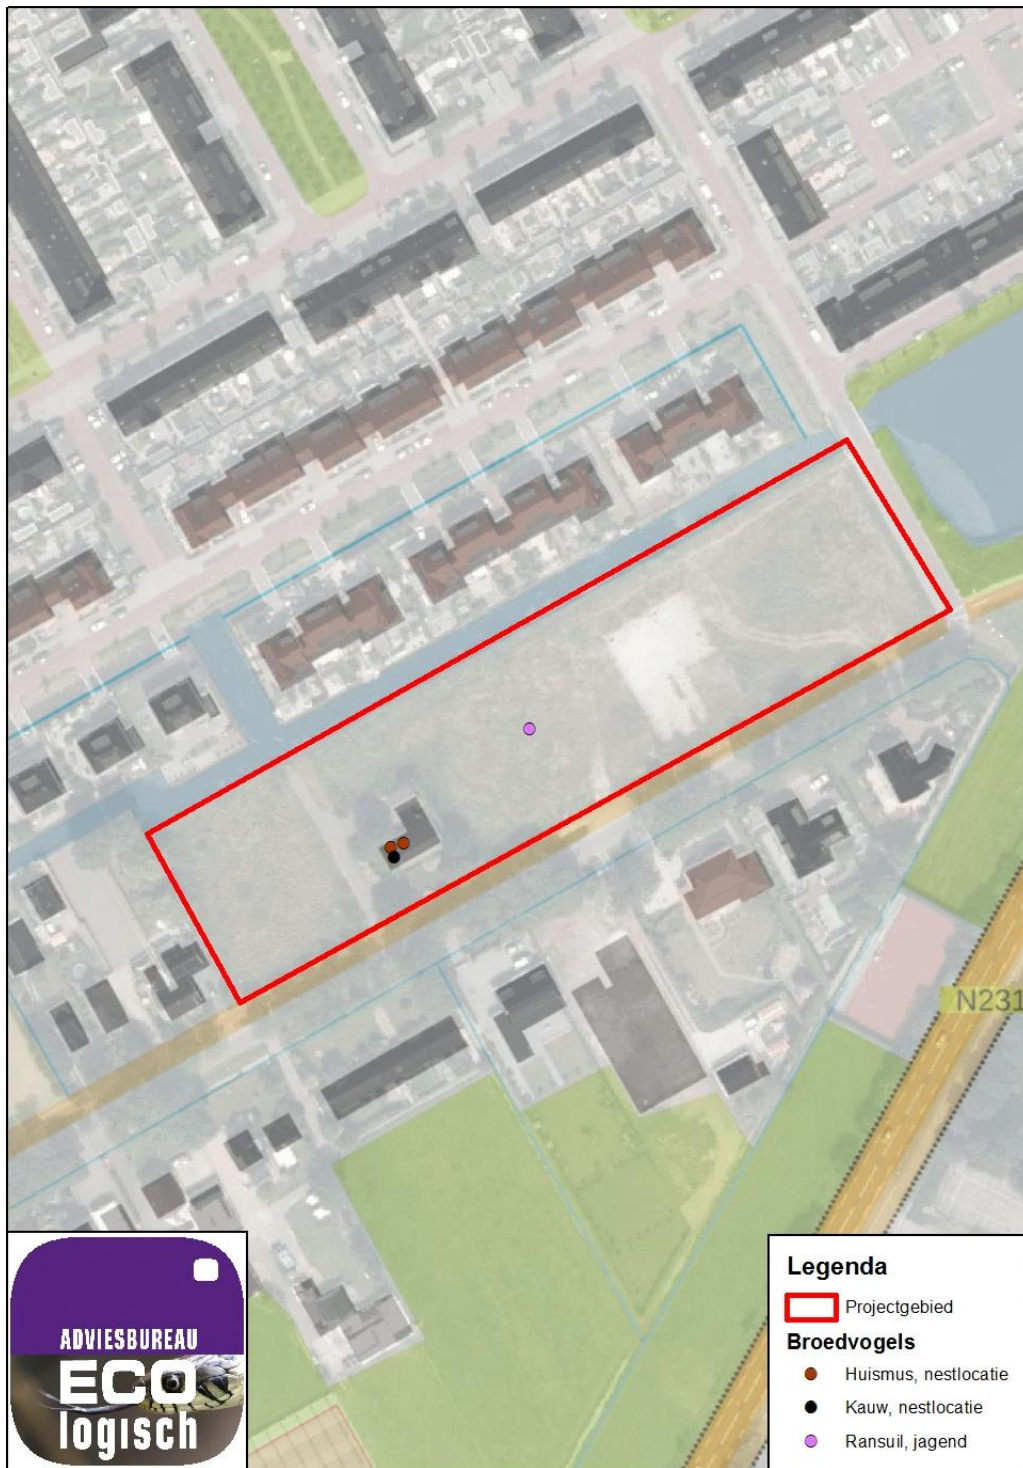 N231
ADVIESBUREAU
ECO
logisch
Legenda
Projectgebied
Broedvogels
Huismus, nestlocatie
Kauw, nestlocatie
Ransuil, jagend